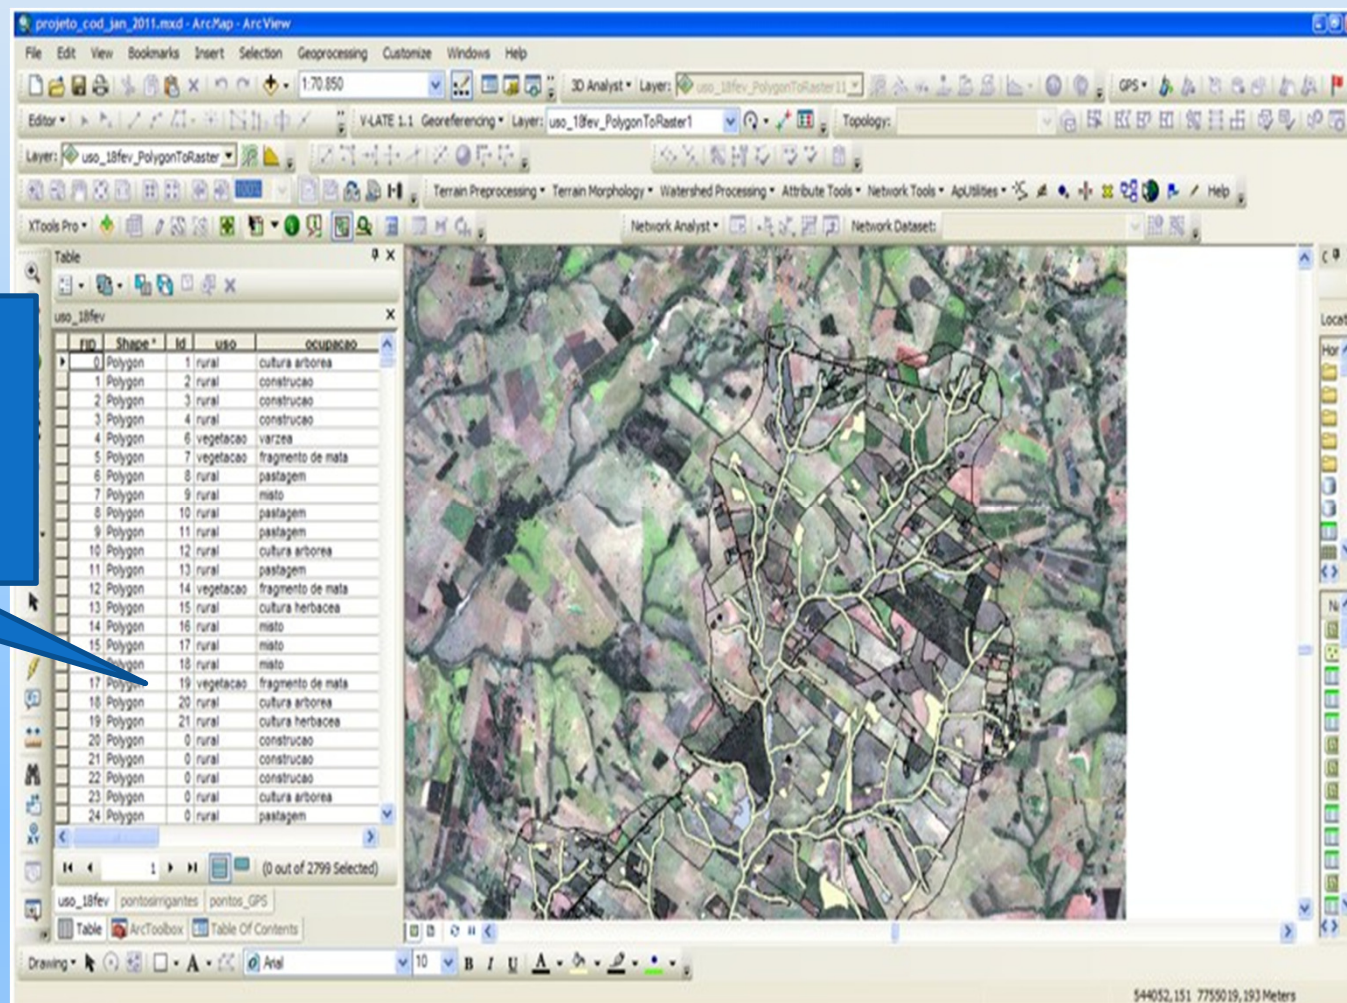 projeto_cod_jan_2011.mxd - ArcMap - ArcView
File Edit View Bookmarks Insert Selection Geoprocessing Customize Windows Help
1:70.850 3D Analyst Layer: uso_18fev_PolygonToRaster11 GPS
Editor V-LATE 1.1 Georeferencing Layer: uso_18fev_PolygonToRaster1 Topology:
Layer: uso_18fev_PolygonToRaster
100% Terrain Preprocessing Terrain Morphology Watershed Processing Attribute Tools Network Tools ApUtilities Help
XTools Pro Network Analyst Network Dataset:
Table
uso_18fev
FID Shape * Id uso ocupacao
0 Polygon 1 rural cultura arborea
1 Polygon 2 rural construcao
2 Polygon 3 rural construcao
3 Polygon 4 rural construcao
4 Polygon 6 vegetacao varzea
5 Polygon 7 vegetacao fragmento de mata
6 Polygon 8 rural pastagem
7 Polygon 9 rural misto
8 Polygon 10 rural pastagem
9 Polygon 11 rural pastagem
10 Polygon 12 rural cultura arborea
11 Polygon 13 rural pastagem
12 Polygon 14 vegetacao fragmento de mata
13 Polygon 15 rural cultura herbacea
14 Polygon 16 rural misto
15 Polygon 17 rural misto
Polygon 18 rural misto
17 Polygon 19 vegetacao fragmento de mata
18 Polygon 20 rural cultura arborea
19 Polygon 21 rural cultura herbacea
20 Polygon 0 rural construcao
21 Polygon 0 rural construcao
22 Polygon 0 rural construcao
23 Polygon 0 rural cultura arborea
24 Polygon 0 rural pastagem
1 (0 out of 2799 Selected)
uso_18fev pontosirrigantes pontos_GPS
Table ArcToolbox Table Of Contents
Drawing A Arial 10 B I U A
544052,151 7755019,193 Meters
C
Locat
Hor
N